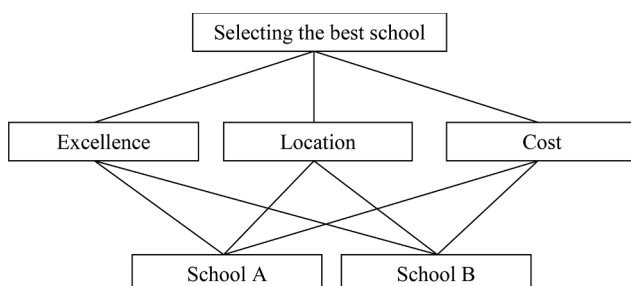 Selecting the best school
Excellence
Location
Cost
School A
School B